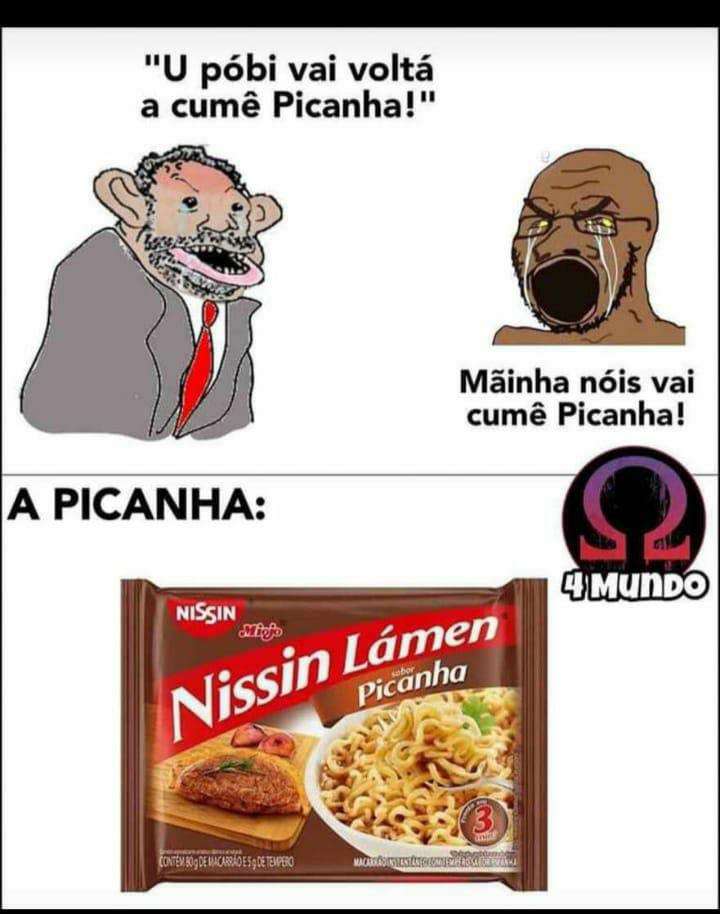 "U póbi vai voltá
a cumê Picanha!"
Mãinha nóis vai
cumê Picanha!
A PICANHA:
Ω
4 MUNDO
NISSIN
Miojo
Nissin Lámen
sabor
Picanha
3
CONTÉM 80g DE MACARRÃO E 5g DE TEMPERO
MACARRÃO INSTANTÂNEO COM TEMPERO SABOR PICANHA